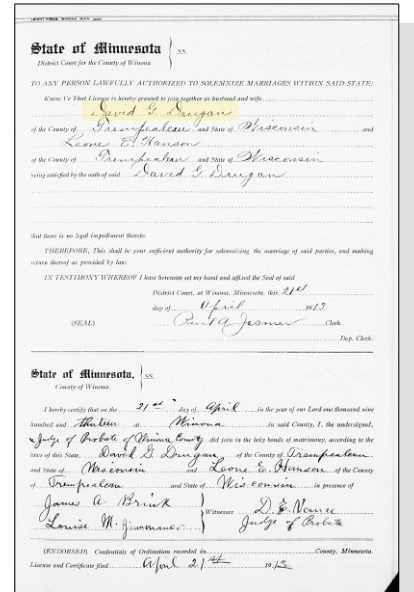 State of Minnesota } ss.
District Court for the County of Winona.
TO ANY PERSON LAWFULLY AUTHORIZED TO SOLEMNIZE MARRIAGES WITHIN SAID STATE:
Know Ye That License is hereby granted to join together as husband and wife
David G. Drugan
of the County of Trempealeau and State of Wisconsin and
Leone E. Hanson
of the County of Trempealeau and State of Wisconsin
being satisfied by the oath of said David G Drugan
that there is no legal impediment thereto.
THEREFORE, This shall be your sufficient authority for solemnizing the marriage of said parties, and making
return thereof as provided by law.
IN TESTIMONY WHEREOF I have hereunto set my hand and affixed the Seal of said
District Court, at Winona, Minnesota, this 21st
day of April 1913
(SEAL) Paul A Jesmer Clerk.
Dep. Clerk.
State of Minnesota, } ss.
County of Winona.
I hereby certify that on the 21st day of April in the year of our Lord one thousand nine
hundred and thirteen at Winona in said County, I, the undersigned,
a Judge of Probate of Winona County did join in the holy bonds of matrimony, according to the
laws of this State, David G. Drugan of the County of Trempealeau
and State of Wisconsin and Leone E. Hanson of the County
of Trempealeau and State of Wisconsin in presence of
James A Brink } Witnesses D. E. Vance
Louise M. Judge of Probate
(ENDORSED) Credentials of Ordination recorded in County, Minnesota.
License and Certificate filed April 21st 1913